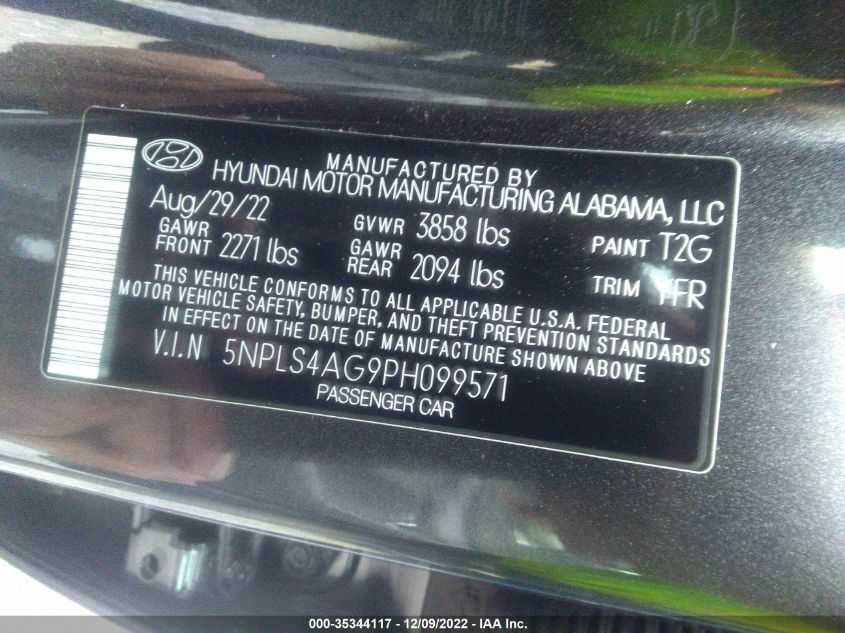 MANUFACTURED BY
HYUNDAI MOTOR MANUFACTURING ALABAMA, LLC
Aug/29/22 GVWR 3858 lbs PAINT T2G
GAWR FRONT 2271 lbs GAWR REAR 2094 lbs TRIM YFR
THIS VEHICLE CONFORMS TO ALL APPLICABLE U.S.A. FEDERAL
MOTOR VEHICLE SAFETY, BUMPER, AND THEFT PREVENTION STANDARDS
IN EFFECT ON THE DATE OF MANUFACTURE SHOWN ABOVE
V.I.N 5NPLS4AG9PH099571
PASSENGER CAR
000-35344117 - 12/09/2022 - IAA Inc.